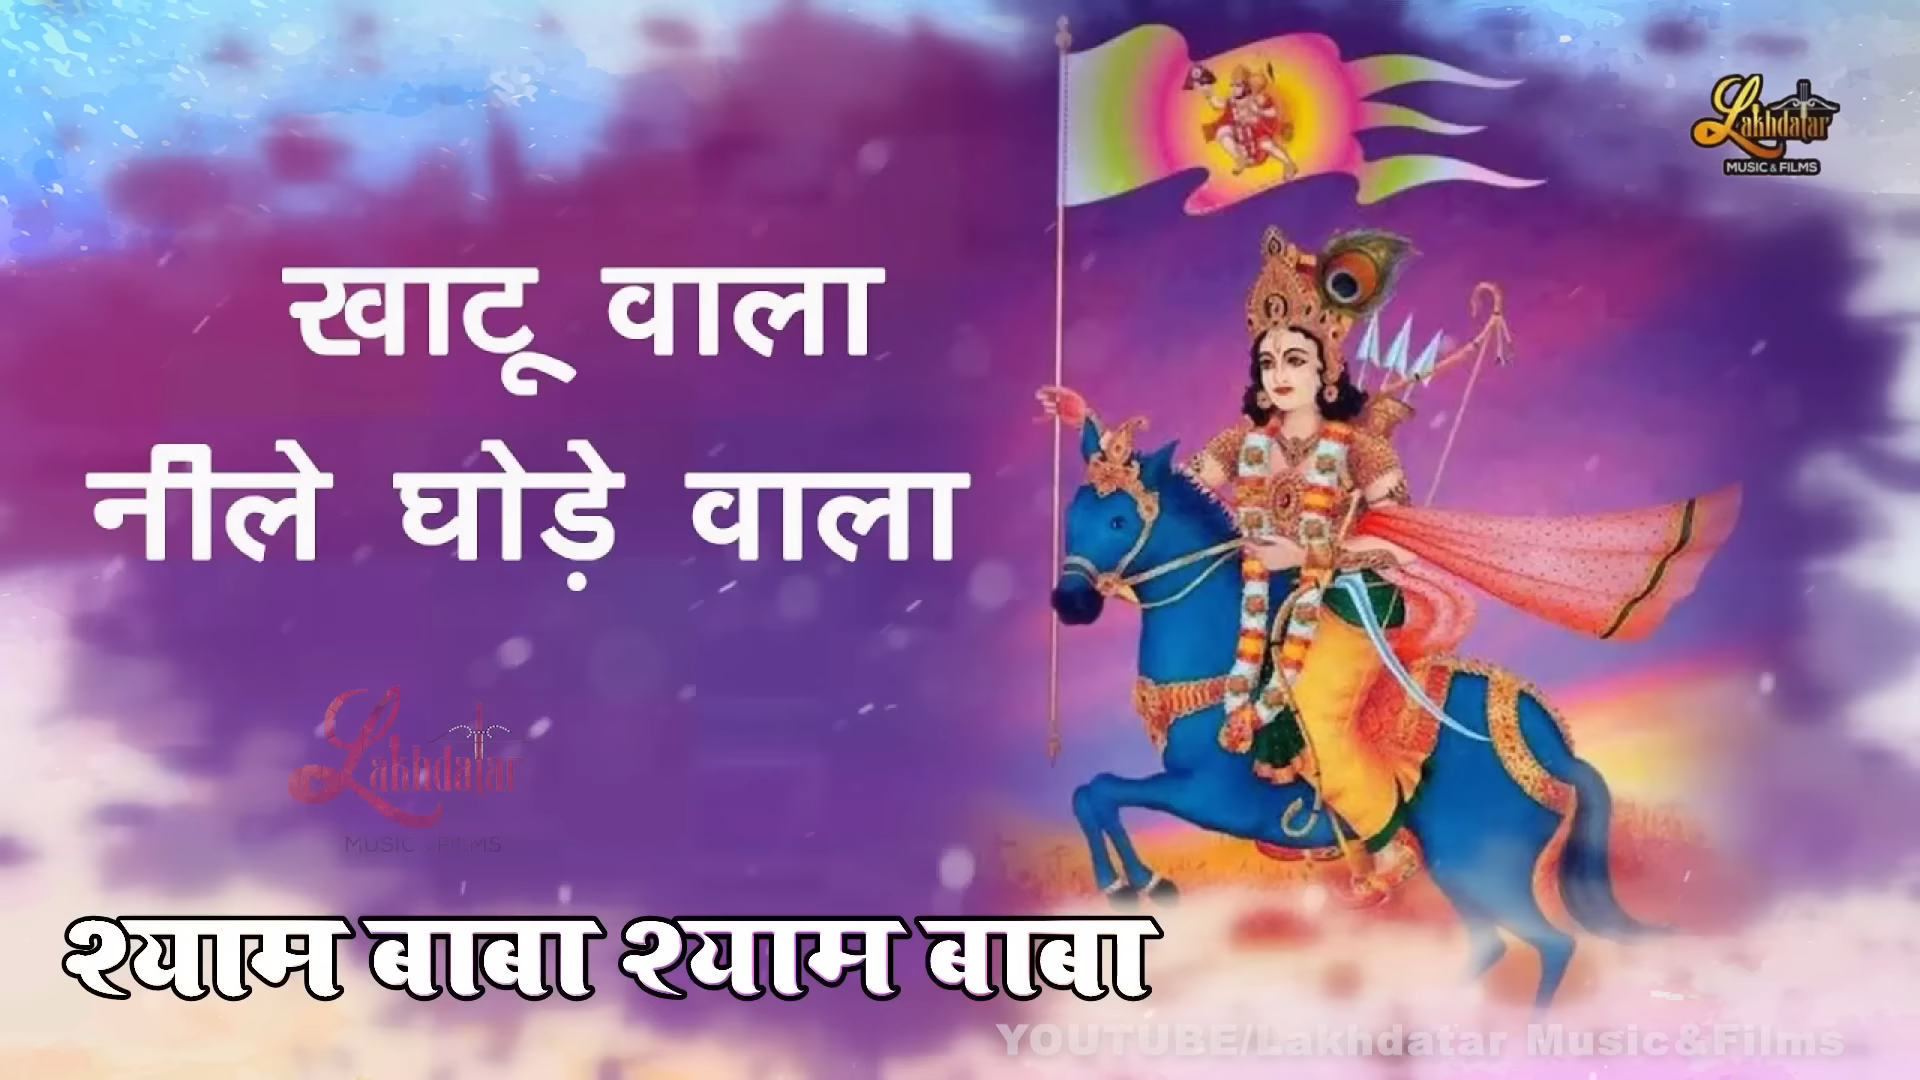 Lakhdatar
MUSIC & FILMS
खाटू वाला
नीले घोड़े वाला
Lakhdatar
MUSIC & FILMS
श्याम बाबा श्याम बाबा
YOUTUBE/Lakhdatar Music&Films